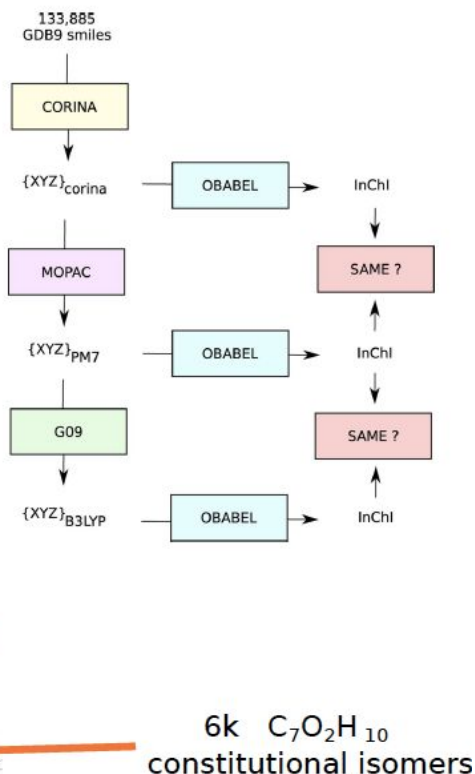 133,885
GDB9 smiles
CORINA
{XYZ}corina
OBABEL
InChI
MOPAC
SAME ?
{XYZ}PM7
OBABEL
InChI
G09
SAME ?
{XYZ}B3LYP
OBABEL
InChI
6k C7O2H10
constitutional isomers